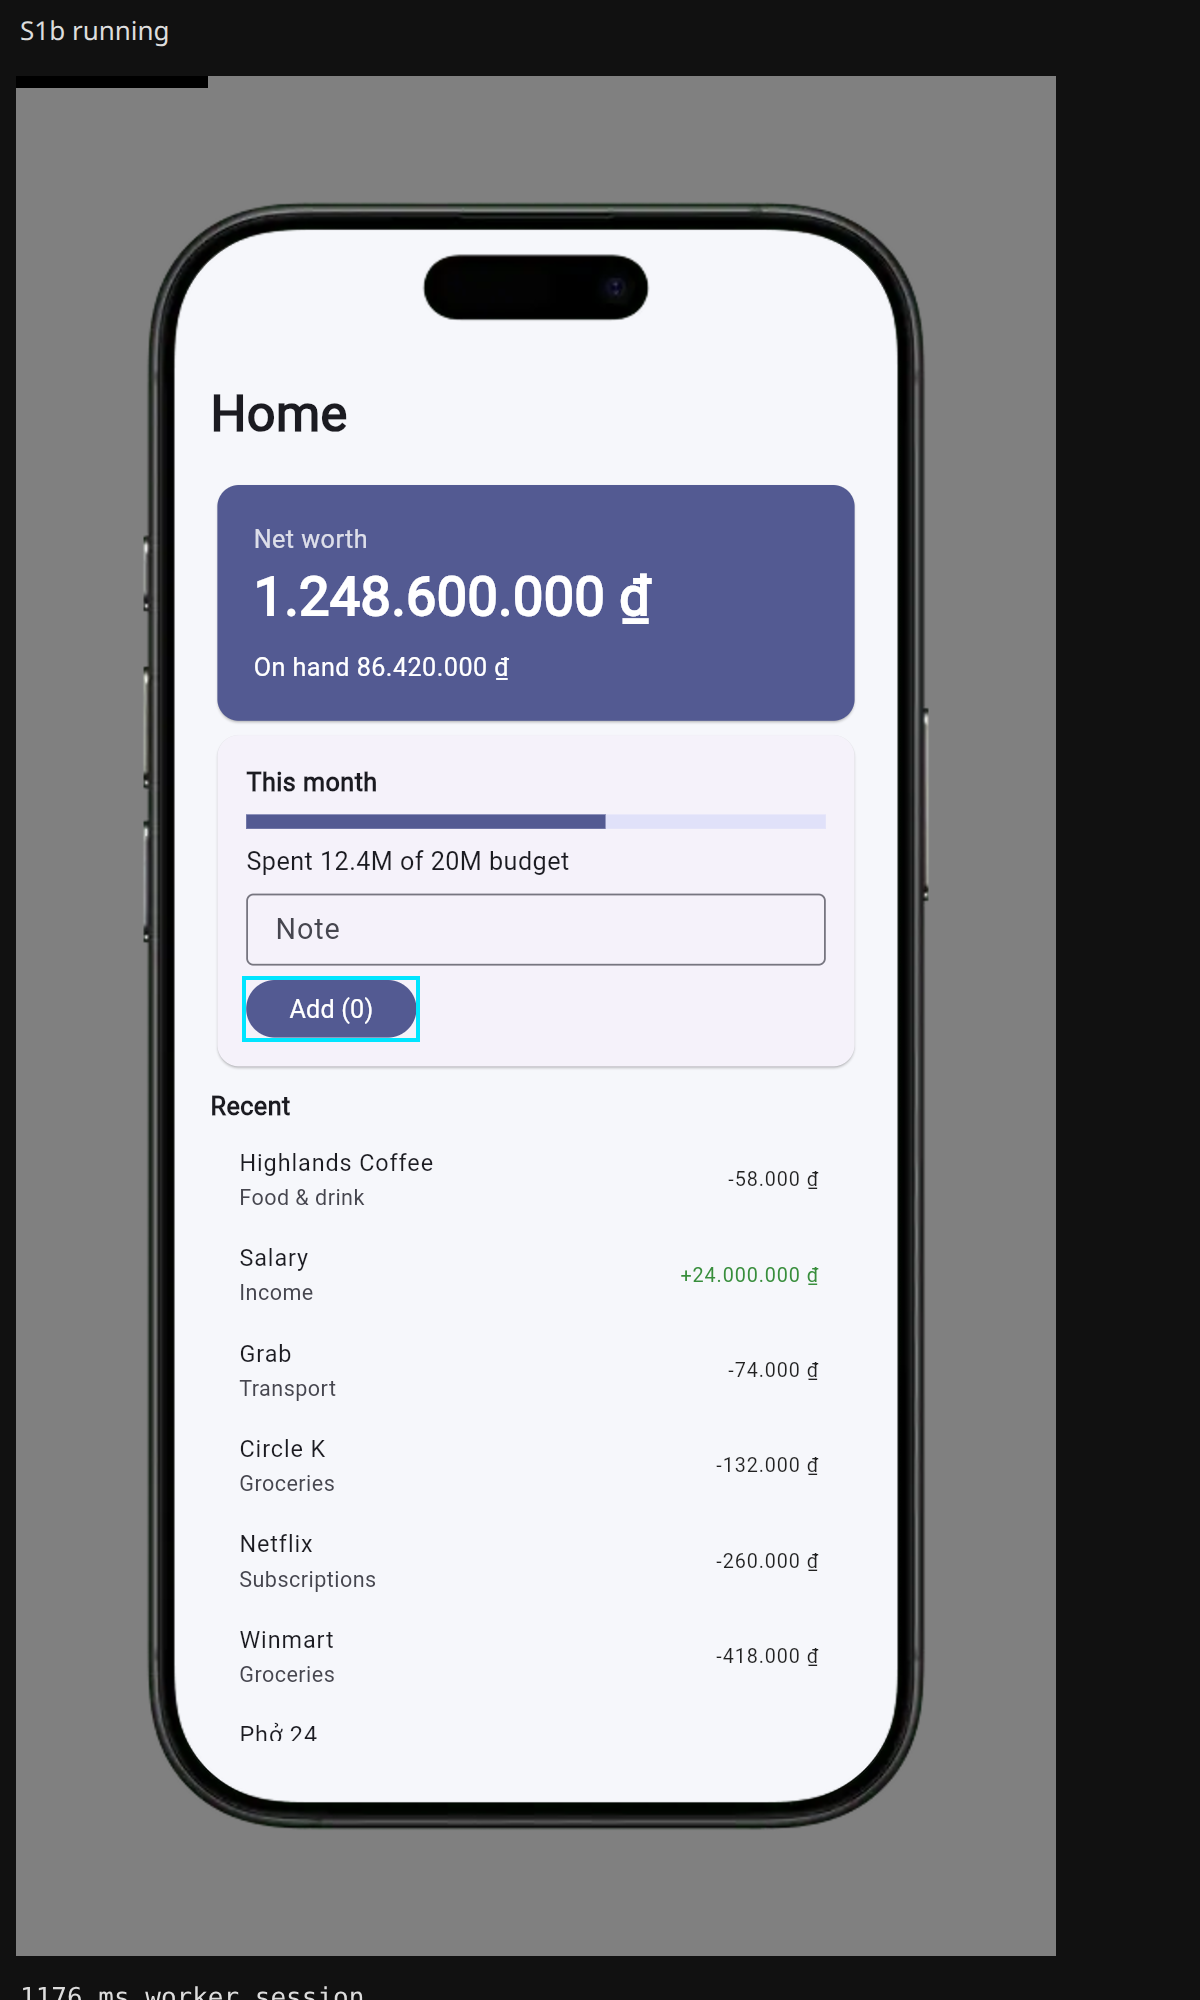 S1b running
Home
Net worth
1.248.600.000 ₫
On hand 86.420.000 ₫
This month
Spent 12.4M of 20M budget
Note
Add (0)
Recent
Highlands Coffee
Food & drink
-58.000 ₫
Salary
Income
+24.000.000 ₫
Grab
Transport
-74.000 ₫
Circle K
Groceries
-132.000 ₫
Netflix
Subscriptions
-260.000 ₫
Winmart
Groceries
-418.000 ₫
Phở 24
1176 ms worker session